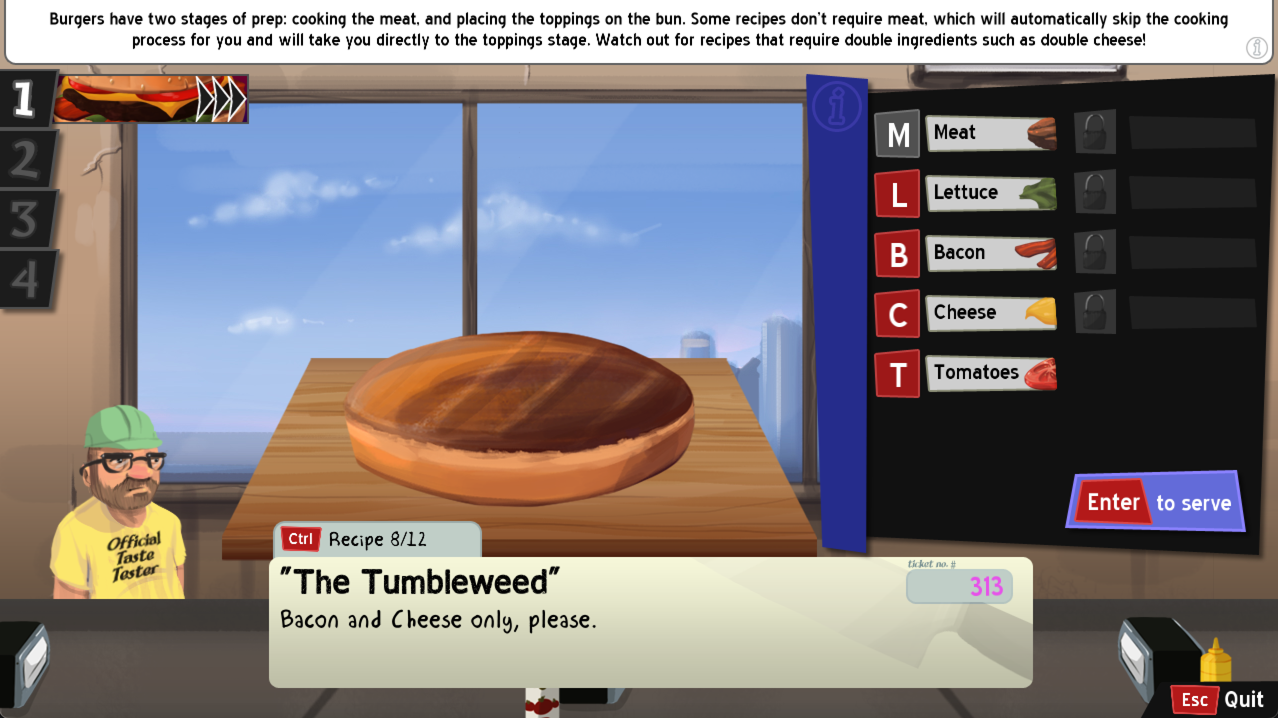 Burgers have two stages of prep: cooking the meat, and placing the toppings on the bun. Some recipes don't require meat, which will automatically skip the cooking
process for you and will take you directly to the toppings stage. Watch out for recipes that require double ingredients such as double cheese!
i
1
2
3
4
i
M Meat
L Lettuce
B Bacon
C Cheese
T Tomatoes
Enter to serve
Official
Taste
Tester
Ctrl Recipe 8/12
ticket no. #
313
"The Tumbleweed"
Bacon and Cheese only, please.
Esc Quit